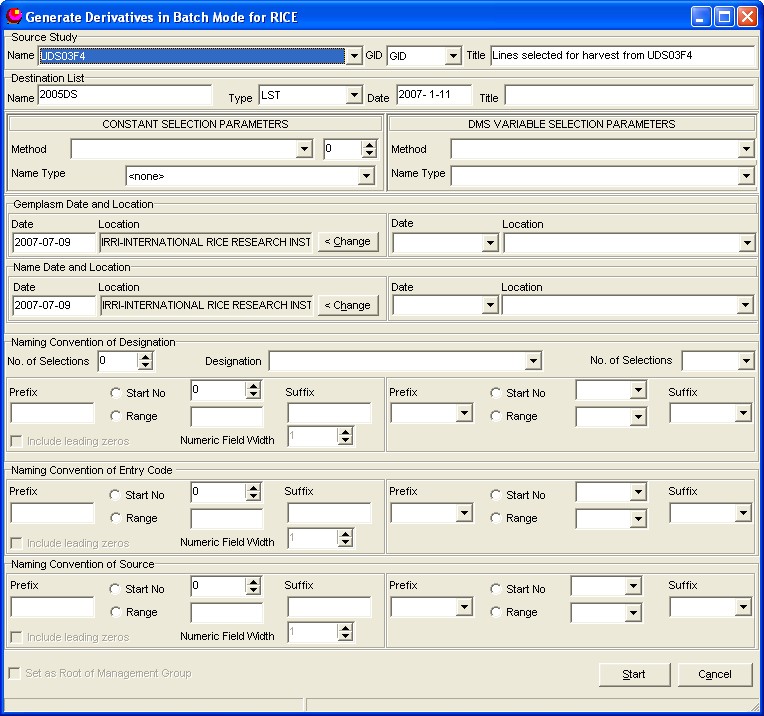 Generate Derivatives in Batch Mode for RICE
Source Study
Name UDS03F4 GID GID Title Lines selected for harvest from UDS03F4
Destination List
Name 2005DS Type LST Date 2007- 1-11 Title
CONSTANT SELECTION PARAMETERS DMS VARIABLE SELECTION PARAMETERS
Method 0 Method
Name Type <none> Name Type
Gemplasm Date and Location
Date Location Date Location
2007-07-09 IRRI-INTERNATIONAL RICE RESEARCH INST < Change
Name Date and Location
Date Location Date Location
2007-07-09 IRRI-INTERNATIONAL RICE RESEARCH INST < Change
Naming Convention of Designation
No. of Selections 0 Designation No. of Selections
Prefix Start No 0 Suffix Prefix Start No Suffix
Range Range
Include leading zeros Numeric Field Width 1
Naming Convention of Entry Code
Prefix Start No 0 Suffix Prefix Start No Suffix
Range Range
Include leading zeros Numeric Field Width 1
Naming Convention of Source
Prefix Start No 0 Suffix Prefix Start No Suffix
Range Range
Include leading zeros Numeric Field Width 1
Set as Root of Management Group Start Cancel